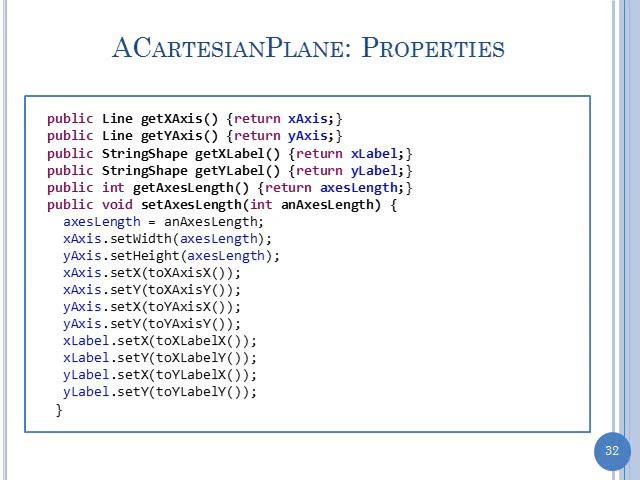 ACartesianPlane: Properties
public Line getXAxis() {return xAxis;}
public Line getYAxis() {return yAxis;}
public StringShape getXLabel() {return xLabel;}
public StringShape getYLabel() {return yLabel;}
public int getAxesLength() {return axesLength;}
public void setAxesLength(int anAxesLength) {
axesLength = anAxesLength;
xAxis.setWidth(axesLength);
yAxis.setHeight(axesLength);
xAxis.setX(toXAxisX());
xAxis.setY(toXAxisY());
yAxis.setX(toYAxisX());
yAxis.setY(toYAxisY());
xLabel.setX(toXLabelX());
xLabel.setY(toXLabelY());
yLabel.setX(toYLabelX());
yLabel.setY(toYLabelY());
}
32